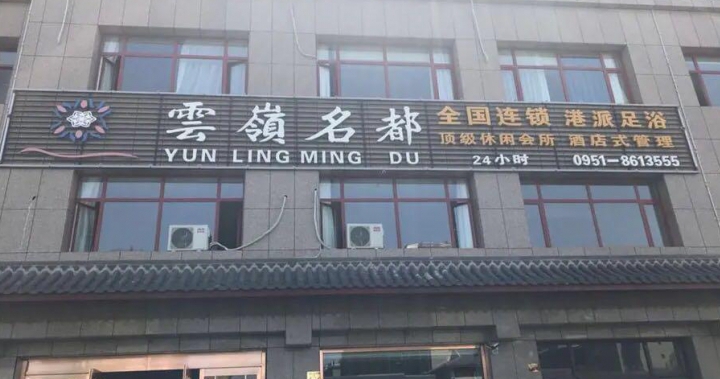 雲嶺名都
YUN LING MING DU
全国连锁 港派足浴
顶级休闲会所 酒店式管理
24小时 0951-8613555